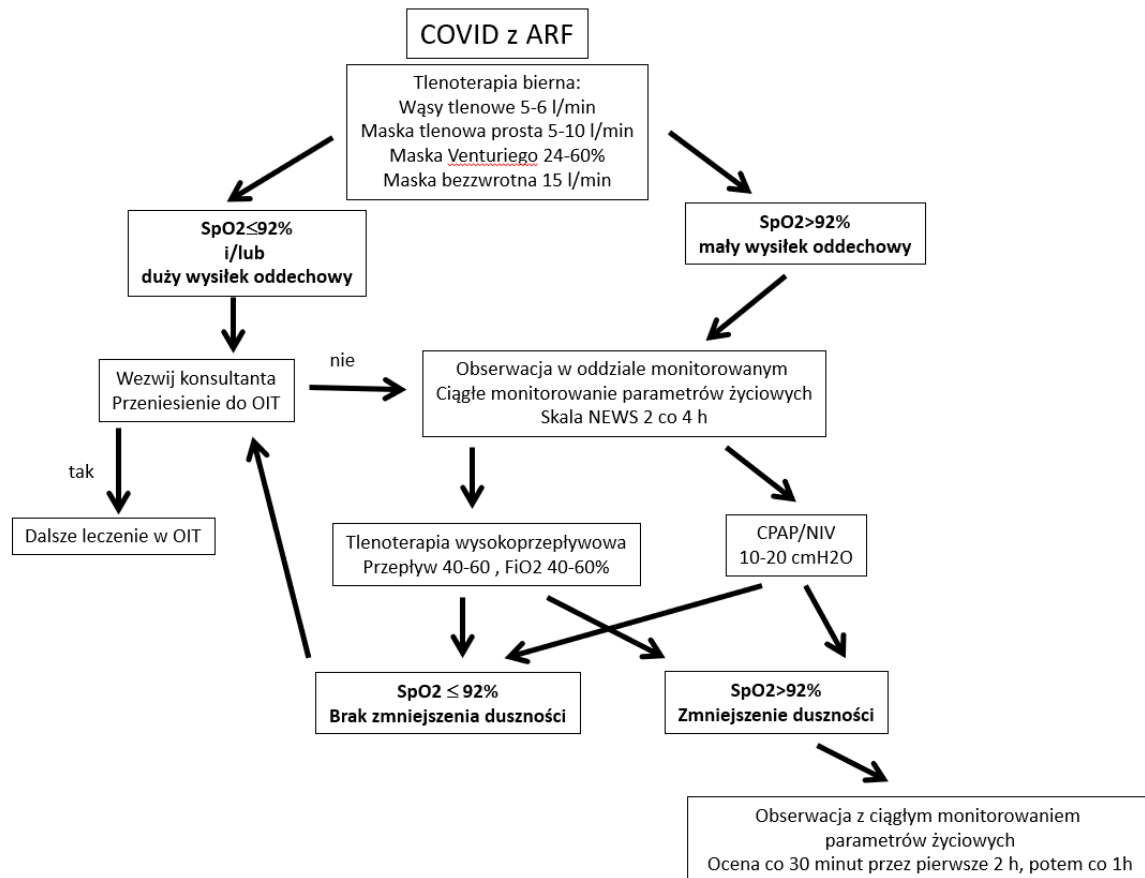 COVID z ARF
Tlenoterapia bierna:
Wąsy tlenowe 5-6 l/min
Maska tlenowa prosta 5-10 l/min
Maska Venturiego 24-60%
Maska bezzwrotna 15 l/min
SpO2≤92%
i/lub
duży wysiłek oddechowy
SpO2>92%
mały wysiłek oddechowy
Wezwij konsultanta
Przeniesienie do OIT
nie
Obserwacja w oddziale monitorowanym
Ciągłe monitorowanie parametrów życiowych
Skala NEWS 2 co 4 h
tak
Dalsze leczenie w OIT
Tlenoterapia wysokoprzepływowa
Przepływ 40-60 , FiO2 40-60%
CPAP/NIV
10-20 cmH2O
SpO2 ≤ 92%
Brak zmniejszenia duszności
SpO2>92%
Zmniejszenie duszności
Obserwacja z ciągłym monitorowaniem
parametrów życiowych
Ocena co 30 minut przez pierwsze 2 h, potem co 1h